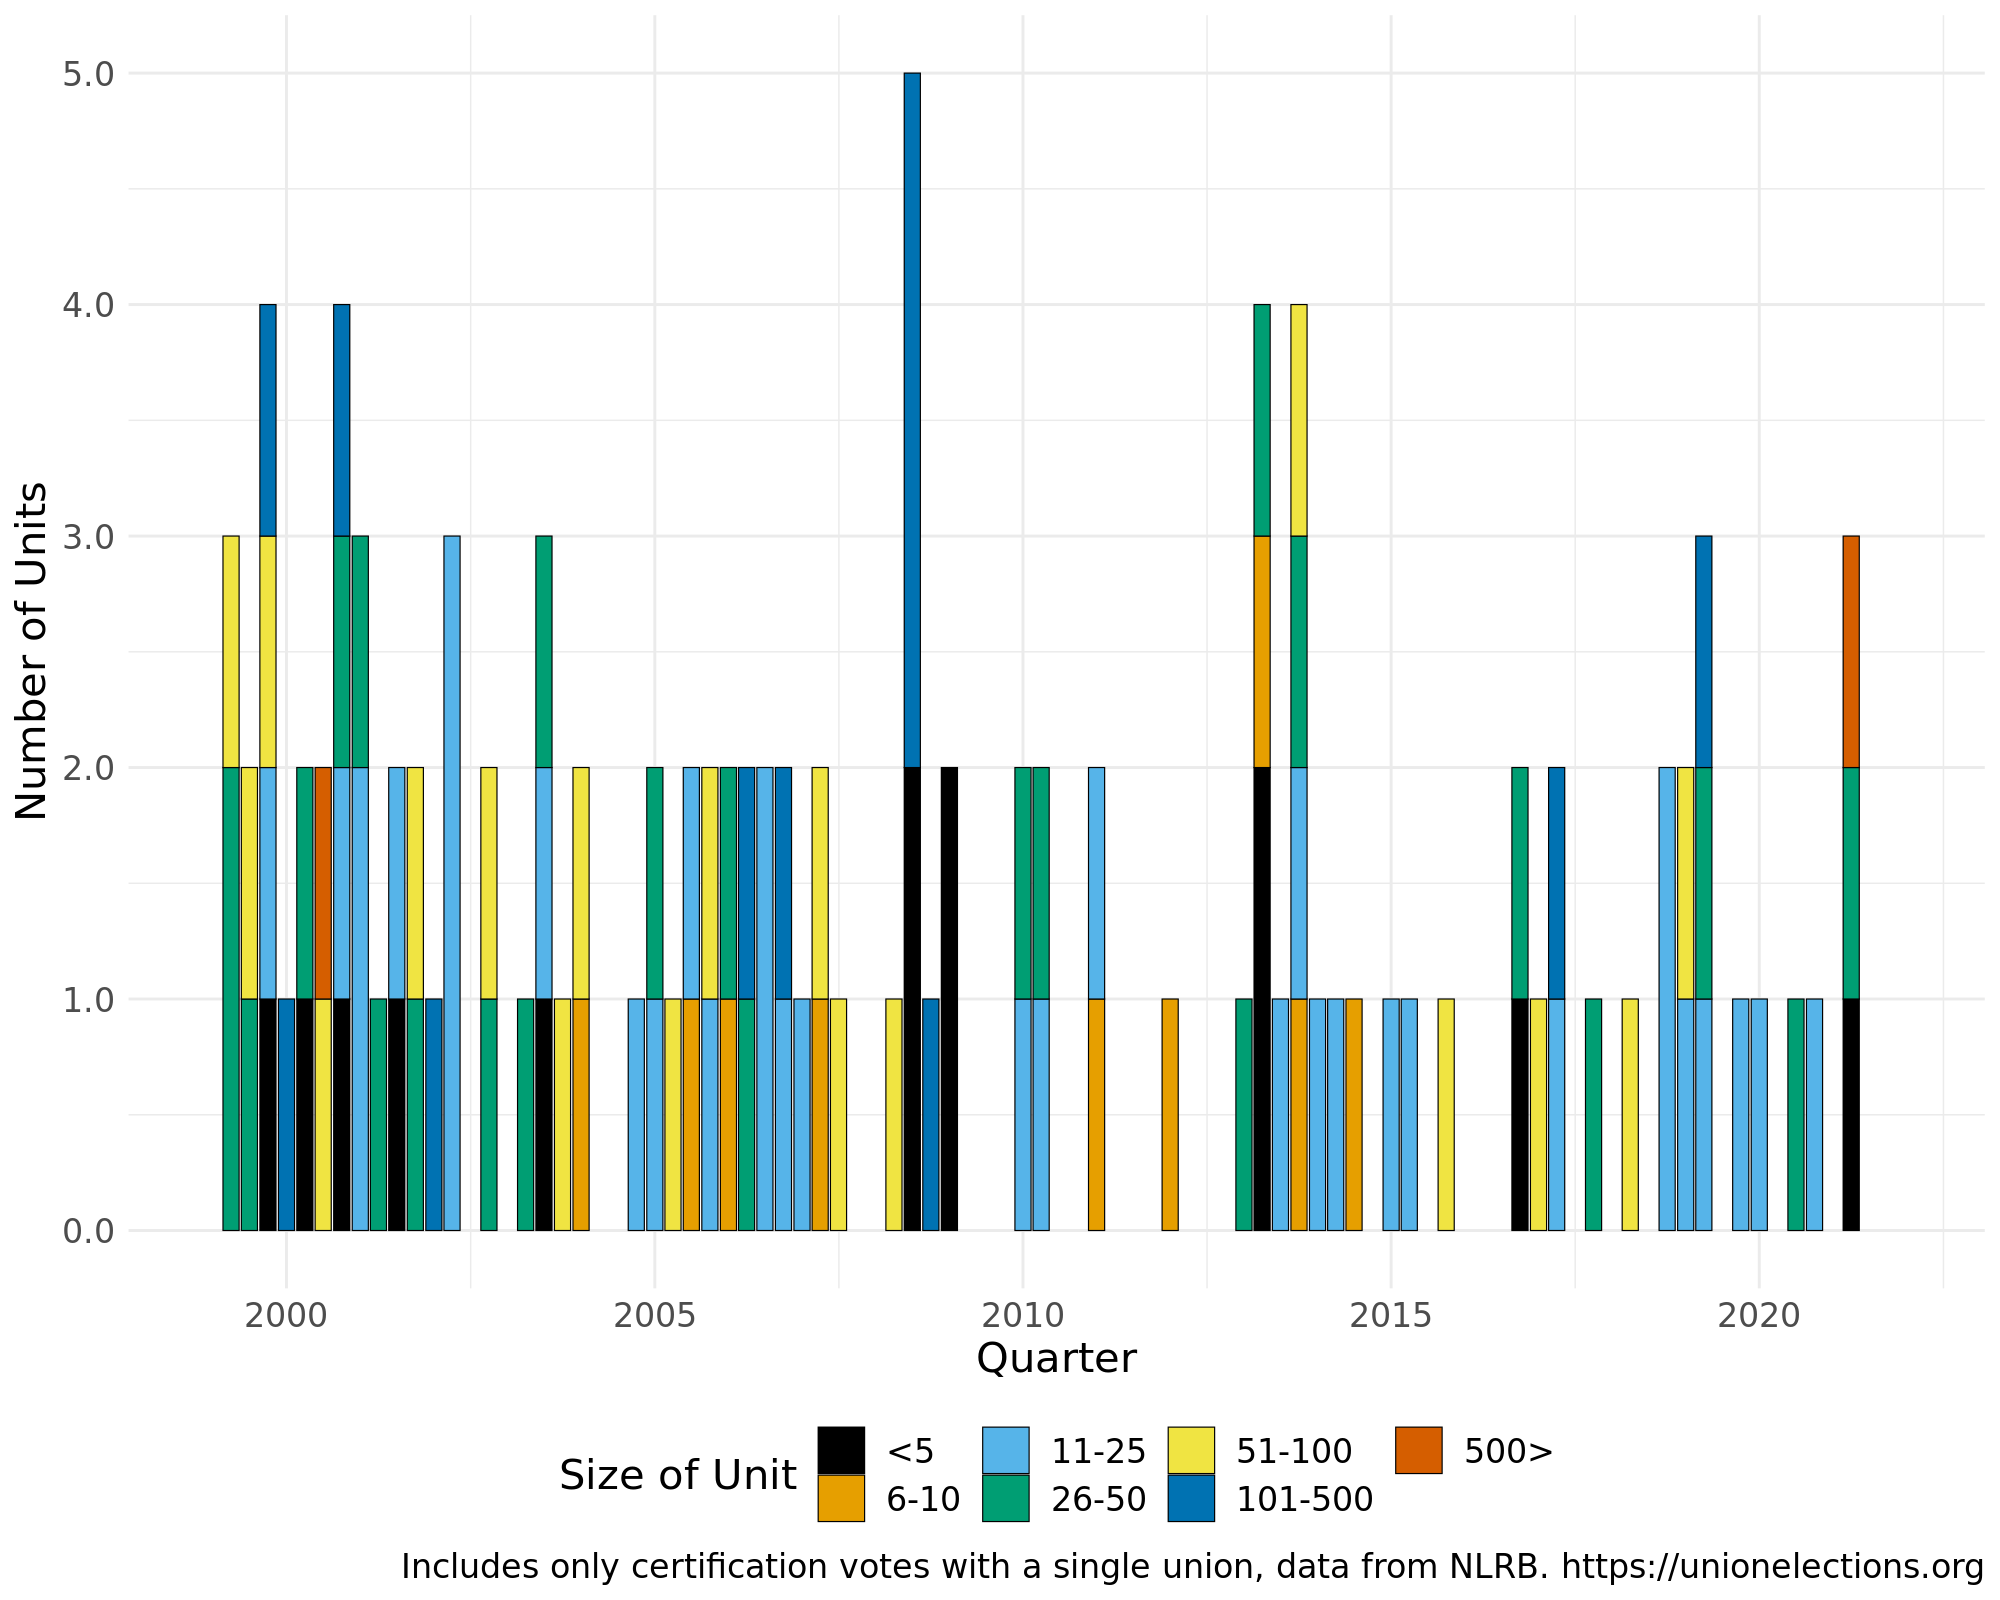 5.0
4.0
3.0
2.0
1.0
0.0
Number of Units
2000 2005 2010 2015 2020
Quarter
Size of Unit
<5 11-25 51-100 500>
6-10 26-50 101-500
Includes only certification votes with a single union, data from NLRB. https://unionelections.org